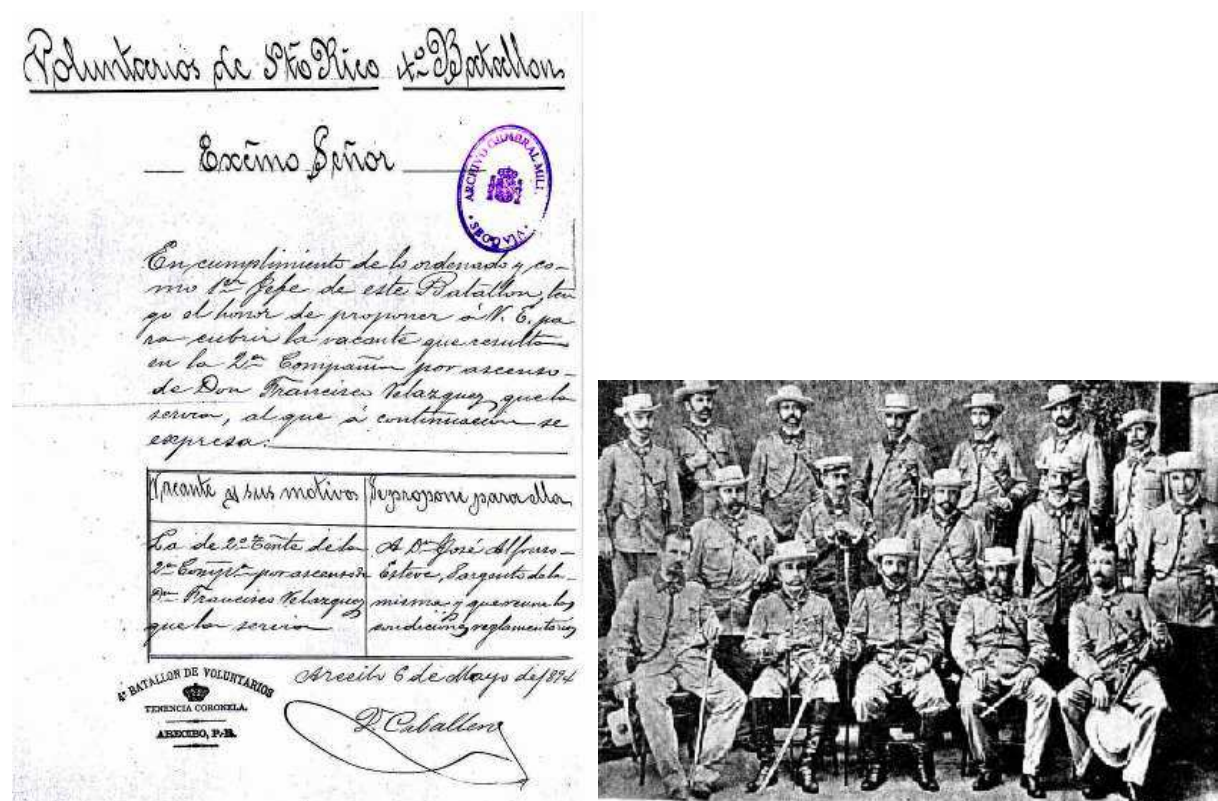 Voluntarios de Pto Rico 4º Batallon
Excmo Señor
ARCHIVO GENERAL MILI.
SEGOVIA
En cumplimiento de lo ordenado y co-
mo 1er Jefe de este Batallon, ten
go el honor de proponer á V. E. pa
ra cubrir la vacante que resulta
en la 2ª Compañia por ascenso
de Don Francisco Velazquez que la
servia, al que á continuacion se
expresa:
Vacante y sus motivos
Se propone para ella
La de 2º Tente de la
2ª Compª por ascenso de
Dn Francisco Velazquez
que la servia
A Dn José Alfonso
Esteve, Sargento de la
misma y que reune las
condiciones reglamentarias
4º BATALLON DE VOLUNTARIOS
TENENCIA CORONELA.
ARECIBO, P.-R.
Arecibo 6 de Mayo de 1894
Caballero